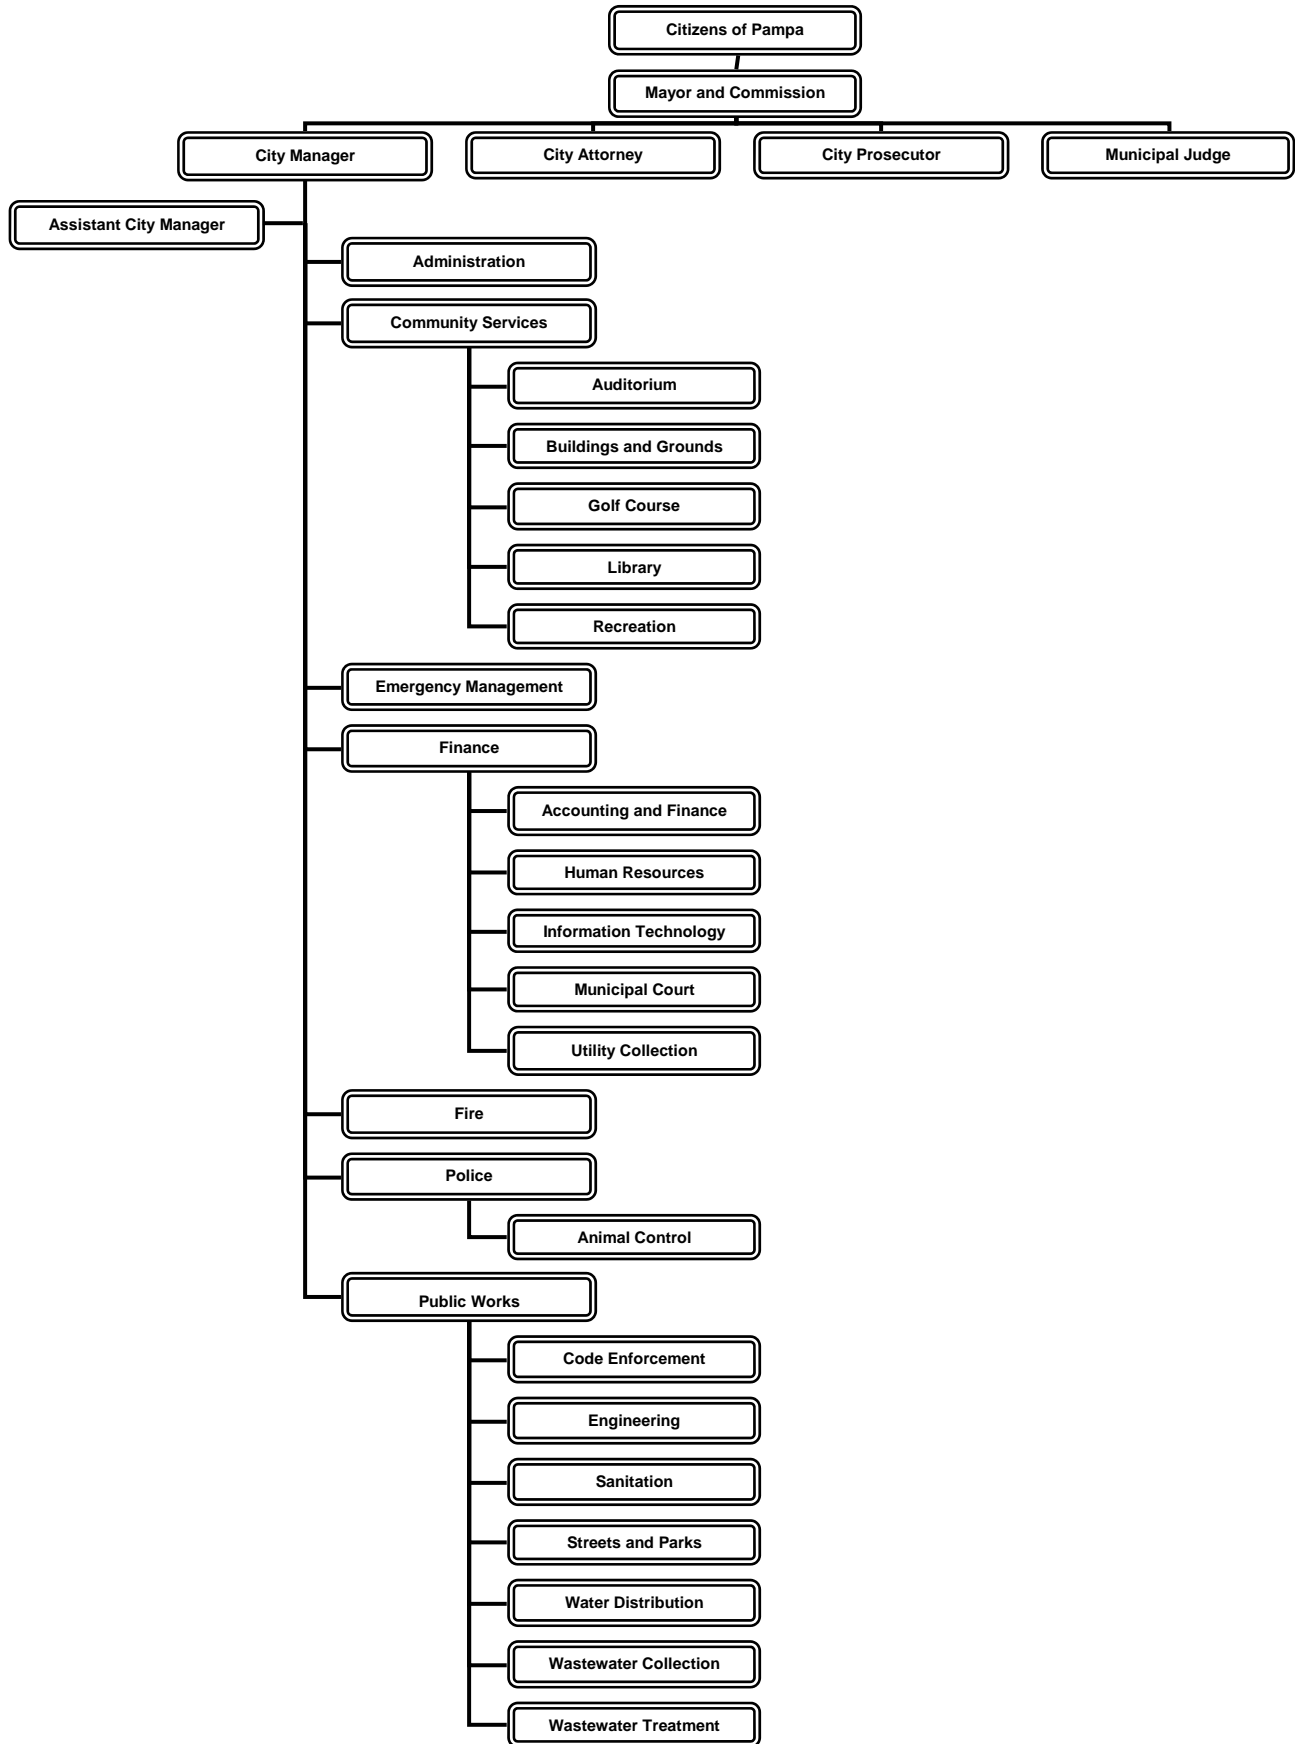 Citizens of Pampa
Mayor and Commission
City Manager
City Attorney
City Prosecutor
Municipal Judge
Assistant City Manager
Administration
Community Services
Auditorium
Buildings and Grounds
Golf Course
Library
Recreation
Emergency Management
Finance
Accounting and Finance
Human Resources
Information Technology
Municipal Court
Utility Collection
Fire
Police
Animal Control
Public Works
Code Enforcement
Engineering
Sanitation
Streets and Parks
Water Distribution
Wastewater Collection
Wastewater Treatment